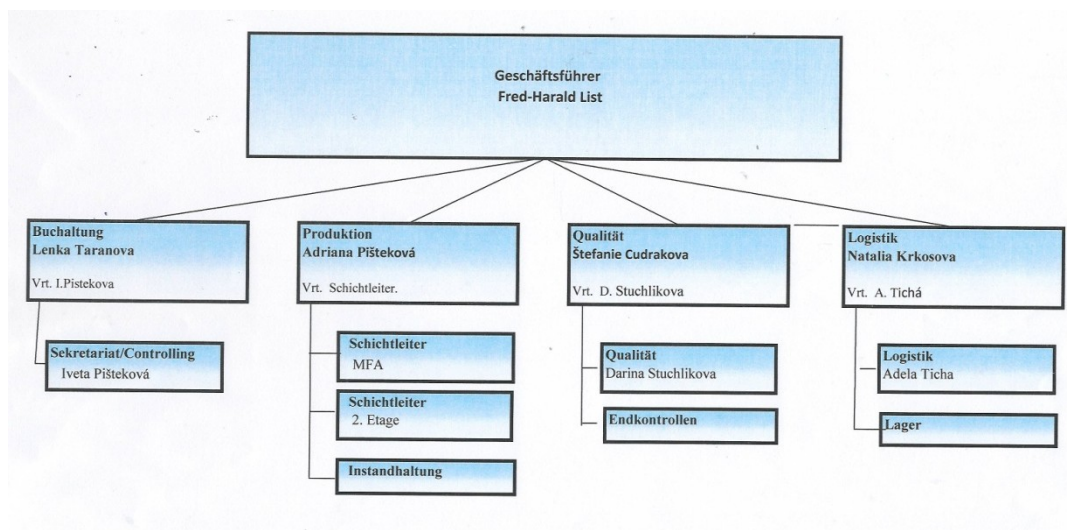 Geschäftsführer
Fred-Harald List
Buchaltung
Lenka Taranova
Vrt. I.Pistekova
Sekretariat/Controlling
Iveta Pišteková
Produktion
Adriana Pišteková
Vrt. Schichtleiter.
Schichtleiter
MFA
Schichtleiter
2. Etage
Instandhaltung
Qualität
Štefanie Cudrakova
Vrt. D. Stuchlikova
Qualität
Darina Stuchlikova
Endkontrollen
Logistik
Natalia Krkosova
Vrt. A. Tichá
Logistik
Adela Ticha
Lager